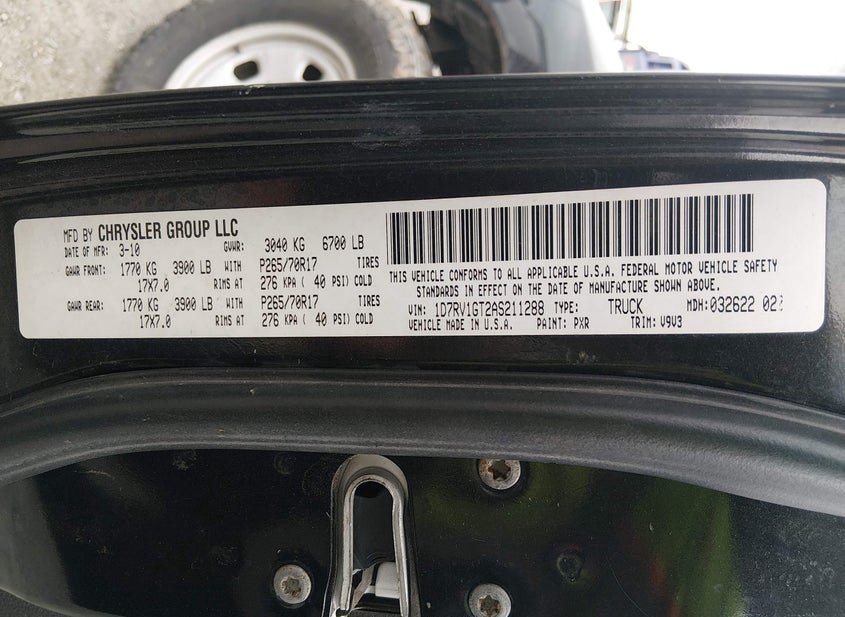 MFD BY CHRYSLER GROUP LLC
DATE OF MFR: 3-10 GVWR: 3040 KG 6700 LB
GAWR FRONT: 1770 KG 3900 LB WITH P265/70R17 TIRES
17X7.0 RIMS AT 276 KPA ( 40 PSI) COLD
GAWR REAR: 1770 KG 3900 LB WITH P265/70R17 TIRES
17X7.0 RIMS AT 276 KPA ( 40 PSI) COLD
THIS VEHICLE CONFORMS TO ALL APPLICABLE U.S.A. FEDERAL MOTOR VEHICLE SAFETY
STANDARDS IN EFFECT ON THE DATE OF MANUFACTURE SHOWN ABOVE.
VIN: 1D7RV1GT2AS211288 TYPE: TRUCK MDH: 032622
VEHICLE MADE IN U.S.A. PAINT: PXR TRIM: V9V3